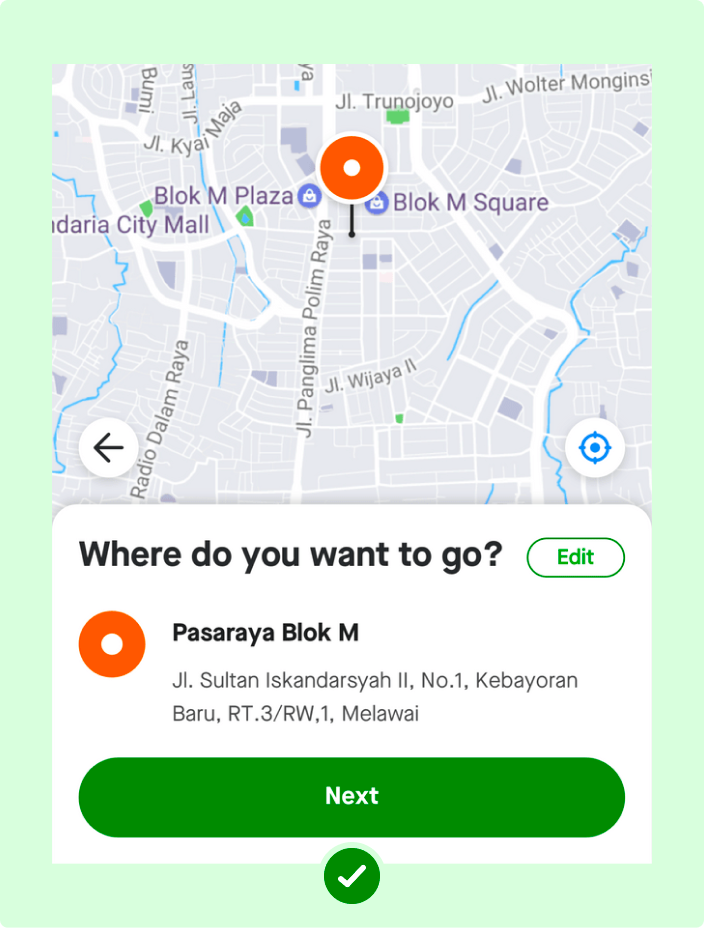 Bumi
Jl. Laus
ya
Jl. Trunojoyo
Jl. Wolter Monginsi
Jl. Kyai Maja
Blok M Plaza
Blok M Square
ndaria City Mall
Jl. Panglima Polim Raya
Jl. Wijaya II
Radio Dalam Raya
Where do you want to go?
Edit
Pasaraya Blok M
Jl. Sultan Iskandarsyah II, No.1, Kebayoran
Baru, RT.3/RW,1, Melawai
Next